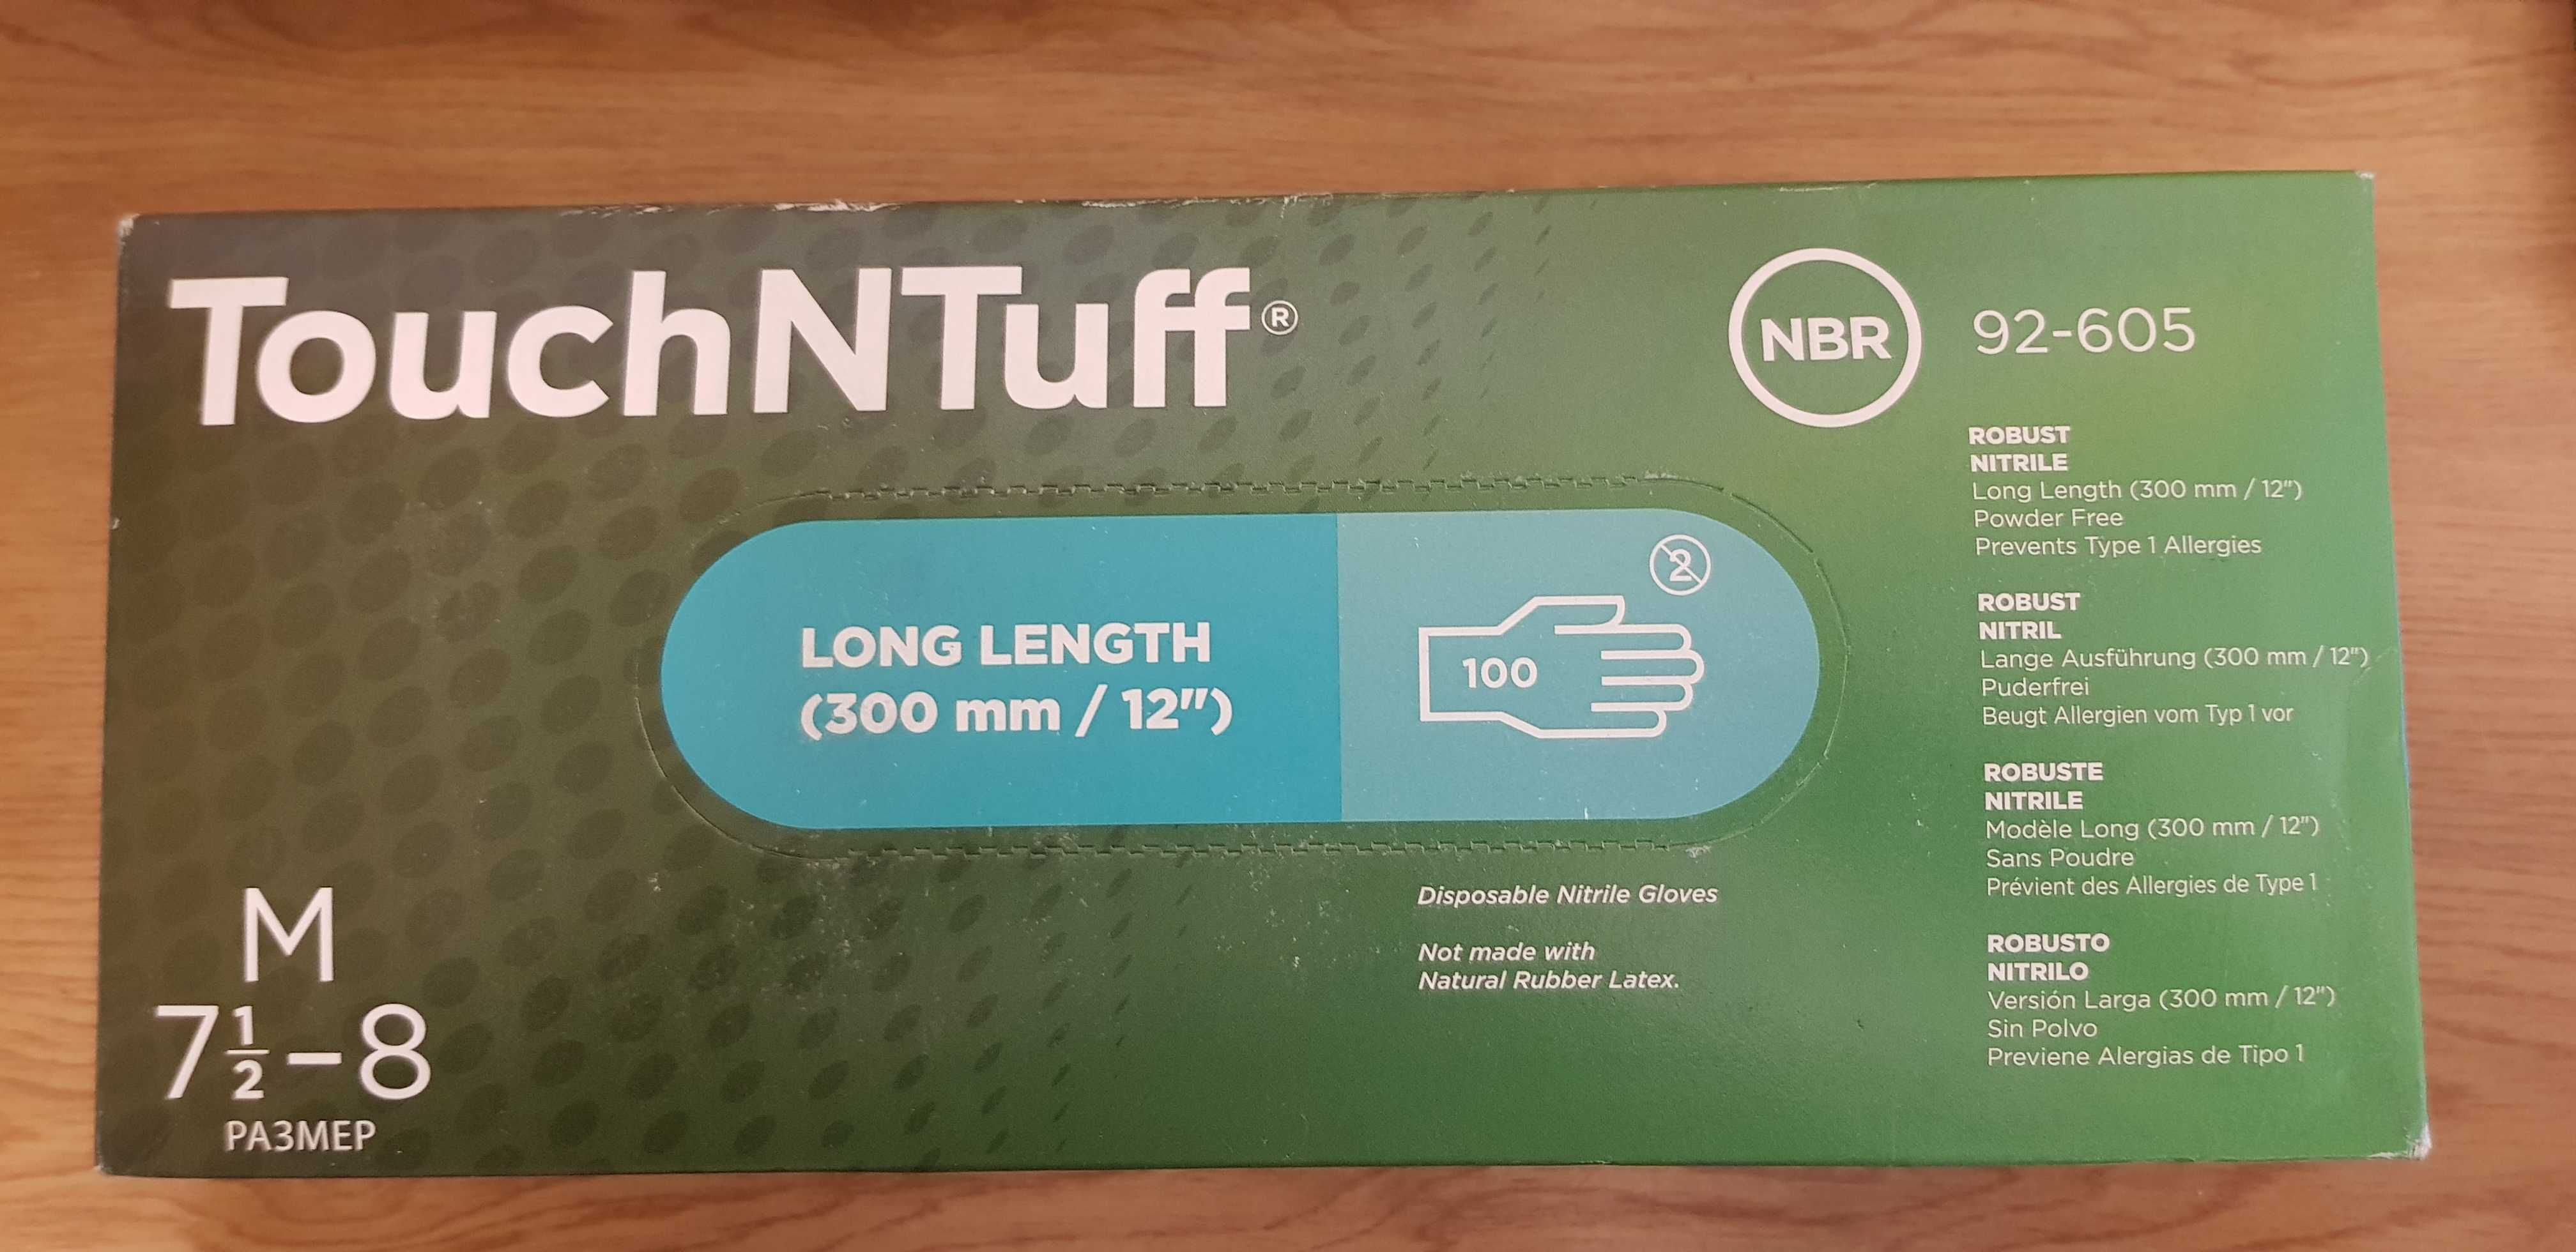 TouchNTuff®
NBR
92-605
ROBUST
NITRILE
Long Length (300 mm / 12")
Powder Free
Prevents Type 1 Allergies
ROBUST
NITRIL
Lange Ausführung (300 mm / 12")
Puderfrei
Beugt Allergien vom Typ 1 vor
ROBUSTE
NITRILE
Modèle Long (300 mm / 12")
Sans Poudre
Prévient des Allergies de Type 1
ROBUSTO
NITRILO
Versión Larga (300 mm / 12")
Sin Polvo
Previene Alergias de Tipo 1
LONG LENGTH
(300 mm / 12")
2
100
Disposable Nitrile Gloves
Not made with
Natural Rubber Latex.
M
7½–8
РАЗМЕР